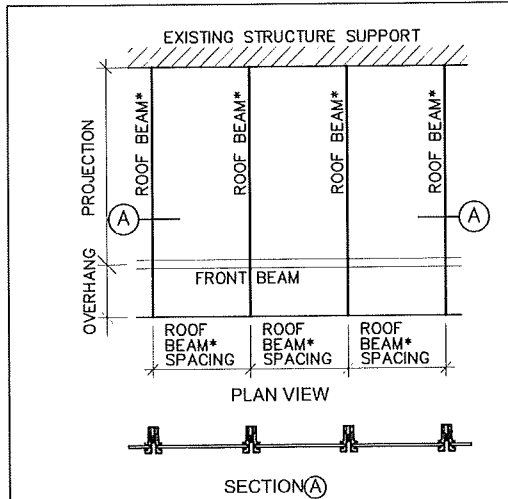 EXISTING STRUCTURE SUPPORT
PROJECTION
ROOF BEAM*
ROOF BEAM*
ROOF BEAM*
ROOF BEAM*
A
A
OVERHANG
FRONT BEAM
ROOF
BEAM*
SPACING
ROOF
BEAM*
SPACING
ROOF
BEAM*
SPACING
PLAN VIEW
SECTION A